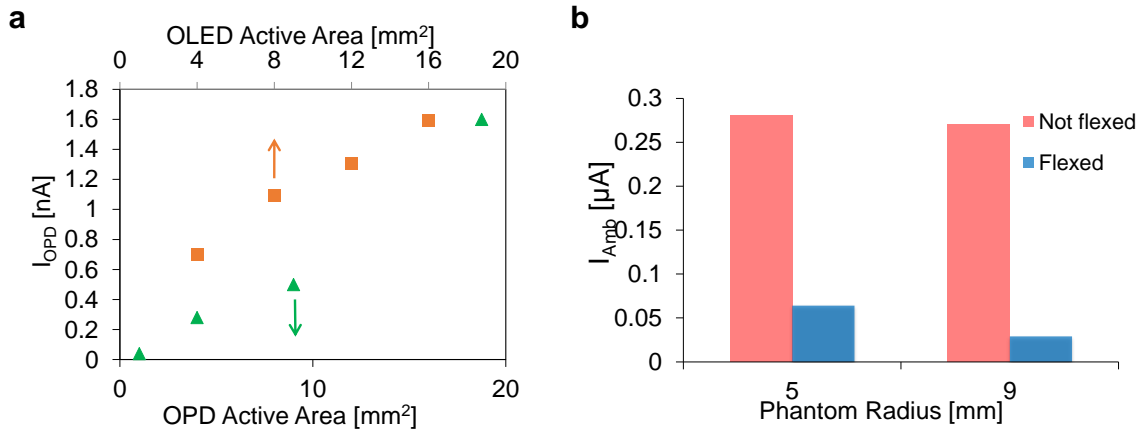 a
OLED Active Area [mm²]
0 4 8 12 16 20
1.8
1.6
1.4
1.2
1
0.8
0.6
0.4
0.2
0
I_OPD [nA]
0 10 20
OPD Active Area [mm²]
b
0.3
0.25
0.2
0.15
0.1
0.05
0
I_Amb [µA]
Not flexed
Flexed
5 9
Phantom Radius [mm]